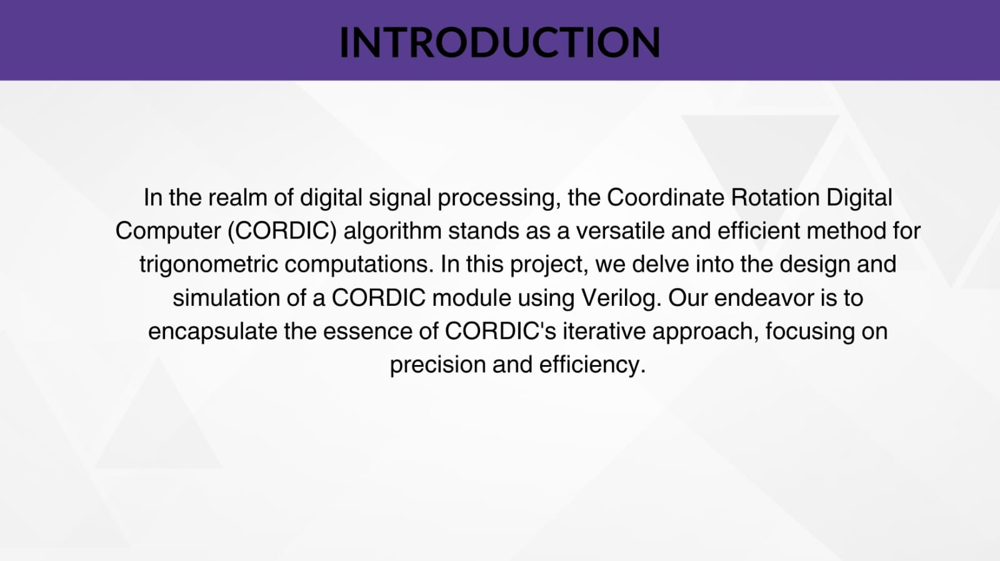 INTRODUCTION
In the realm of digital signal processing, the Coordinate Rotation Digital
Computer (CORDIC) algorithm stands as a versatile and efficient method for
trigonometric computations. In this project, we delve into the design and
simulation of a CORDIC module using Verilog. Our endeavor is to
encapsulate the essence of CORDIC's iterative approach, focusing on
precision and efficiency.